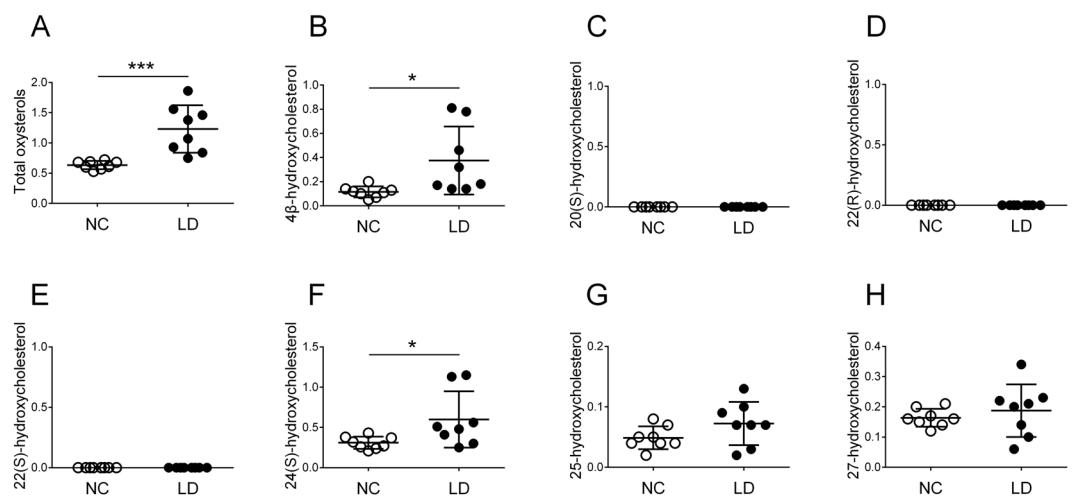 A
Total oxysterols
2.0
1.5
1.0
0.5
0.0
***
NC
LD
B
4β-hydroxycholesterol
1.0
0.8
0.6
0.4
0.2
0.0
*
NC
LD
C
20(S)-hydroxycholesterol
1.0
0.5
0.0
NC
LD
D
22(R)-hydroxycholesterol
1.0
0.5
0.0
NC
LD
E
22(S)-hydroxycholesterol
1.0
0.5
0.0
NC
LD
F
24(S)-hydroxycholesterol
1.5
1.0
0.5
0.0
*
NC
LD
G
25-hydroxycholesterol
0.2
0.1
0.0
NC
LD
H
27-hydroxycholesterol
0.4
0.3
0.2
0.1
0.0
NC
LD